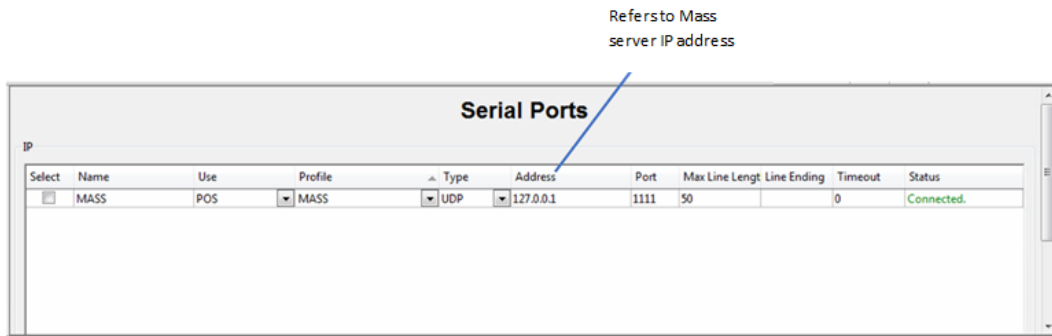 Refers to Mass
server IP address
Serial Ports
IP
Select Name Use Profile Type Address Port Max Line Lengt Line Ending Timeout Status
MASS POS MASS UDP 127.0.0.1 1111 50 0 Connected.